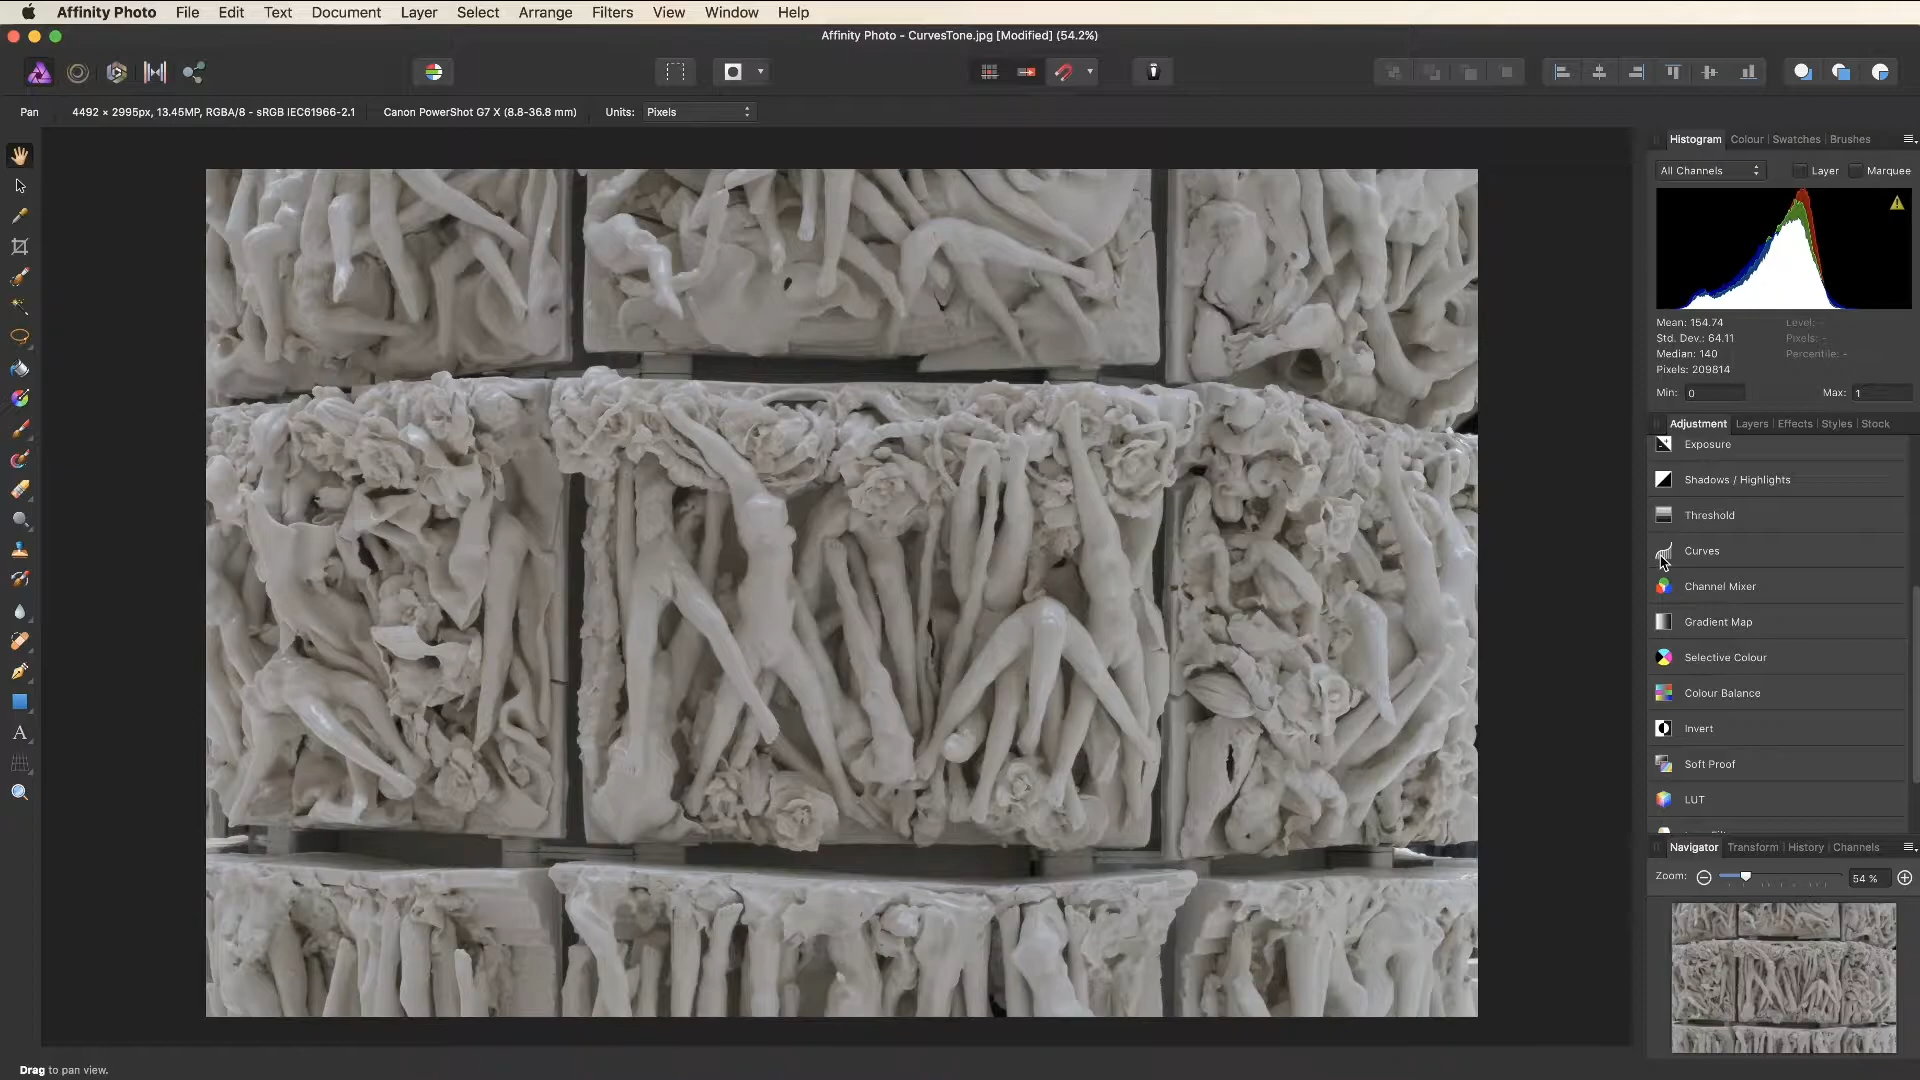 Affinity Photo File Edit Text Document Layer Select Arrange Filters View Window Help
Affinity Photo - CurvesTone.jpg [Modified] (54.2%)
Pan 4492 × 2995px, 13.45MP, RGBA/8 - sRGB IEC61966-2.1 Canon PowerShot G7 X (8.8-36.8 mm) Units: Pixels
Histogram Colour Swatches Brushes
All Channels Layer Marquee
Mean: 154.74 Level: -
Std. Dev.: 64.11 Pixels: -
Median: 140 Percentile: -
Pixels: 209814
Min: 0 Max: 1
Adjustment Layers Effects Styles Stock
Exposure
Shadows / Highlights
Threshold
Curves
Channel Mixer
Gradient Map
Selective Colour
Colour Balance
Invert
Soft Proof
LUT
Navigator Transform History Channels
Zoom: 54 %
Drag to pan view.